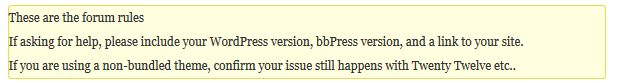 These are the forum rules
If asking for help, please include your WordPress version, bbPress version, and a link to your site.
If you are using a non-bundled theme, confirm your issue still happens with Twenty Twelve etc..